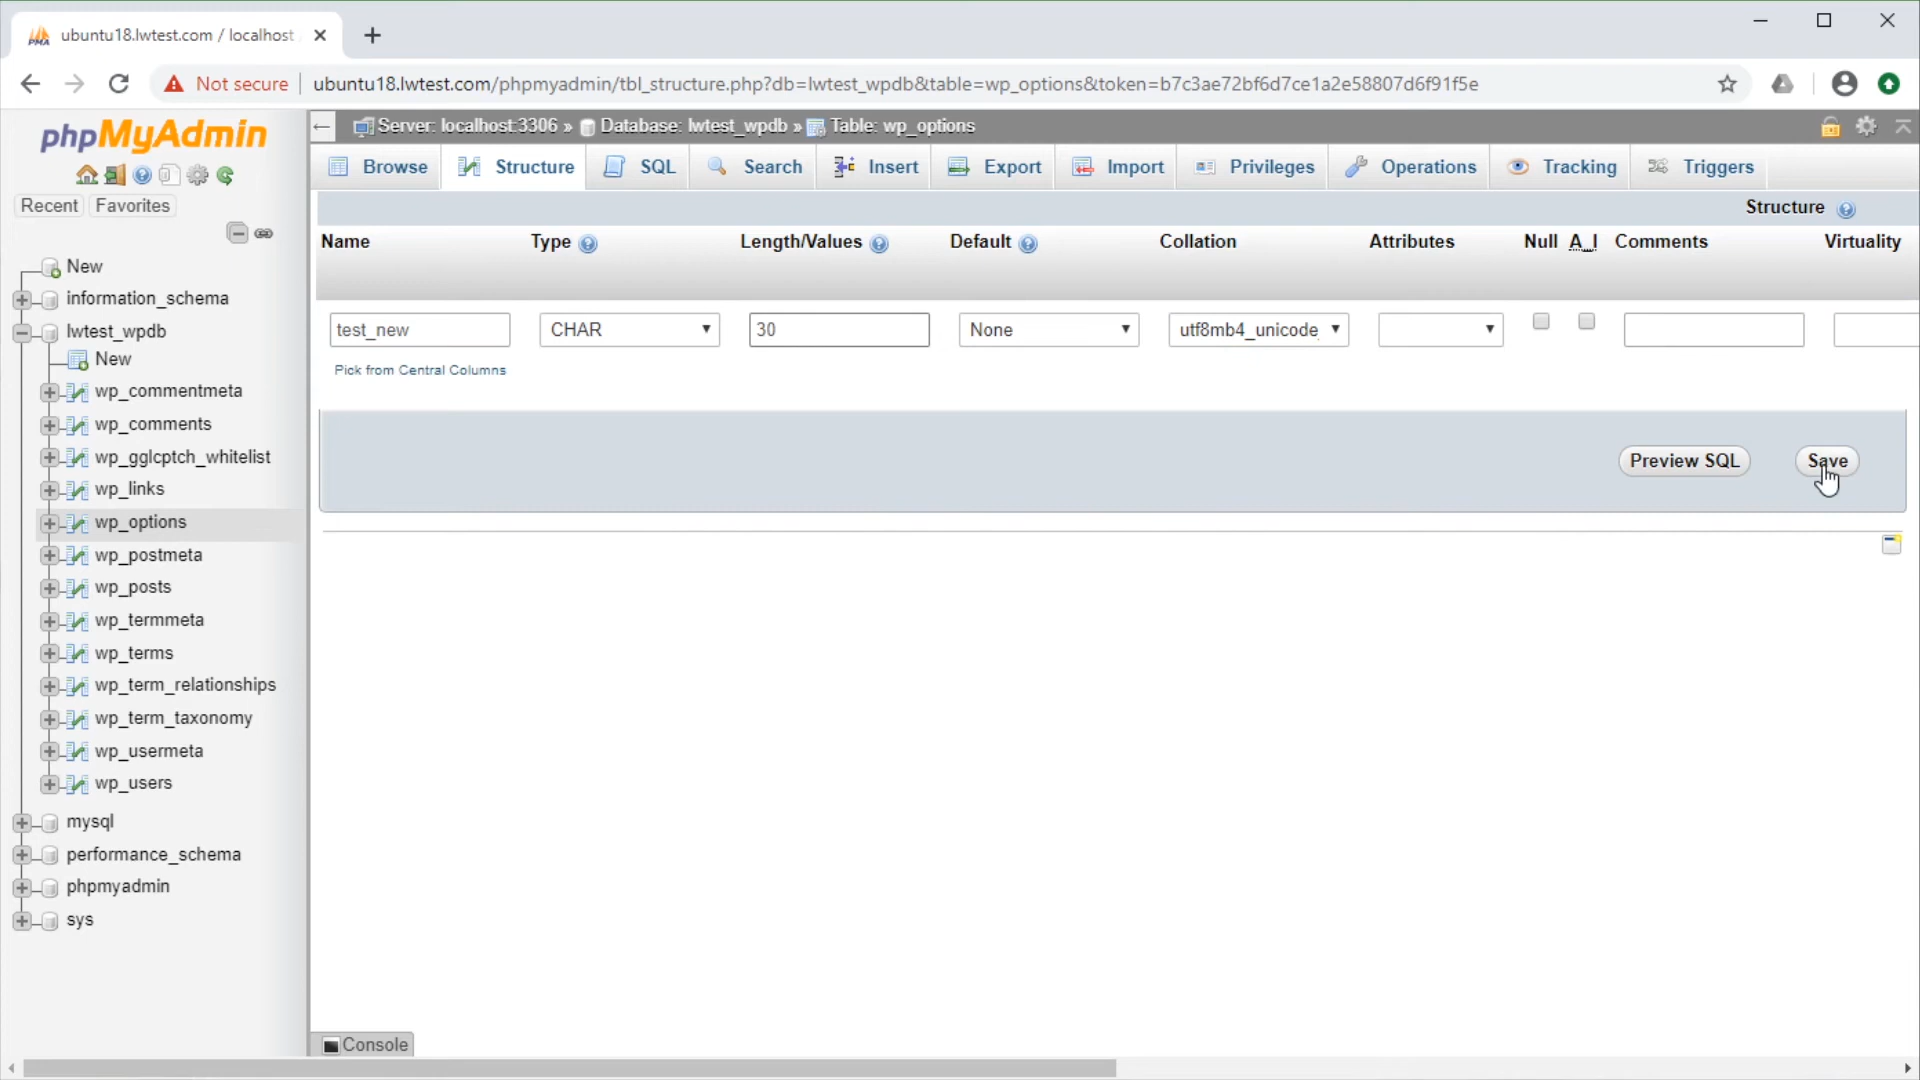 ubuntu18.lwtest.com / localhost
Not secure
ubuntu18.lwtest.com/phpmyadmin/tbl_structure.php?db=lwtest_wpdb&table=wp_options&token=b7c3ae72bf6d7ce1a2e58807d6f91f5e
phpMyAdmin
Server: localhost:3306 » Database: lwtest_wpdb » Table: wp_options
Browse Structure SQL Search Insert Export Import Privileges Operations Tracking Triggers
Recent Favorites
New
information_schema
lwtest_wpdb
New
wp_commentmeta
wp_comments
wp_gglcptch_whitelist
wp_links
wp_options
wp_postmeta
wp_posts
wp_termmeta
wp_terms
wp_term_relationships
wp_term_taxonomy
wp_usermeta
wp_users
mysql
performance_schema
phpmyadmin
sys
Structure
Name Type Length/Values Default Collation Attributes Null A_I Comments Virtuality
test_new CHAR 30 None utf8mb4_unicode_
Pick from Central Columns
Preview SQL Save
Console